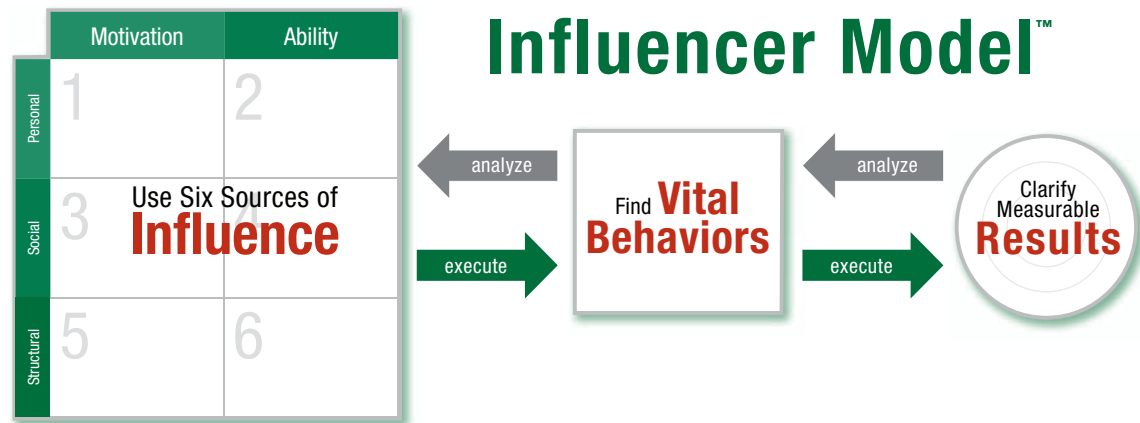 Influencer Model™
Motivation
Ability
Personal
1
2
Social
3
4
Use Six Sources of
Influence
Structural
5
6
analyze
execute
Find Vital
Behaviors
analyze
execute
Clarify
Measurable
Results